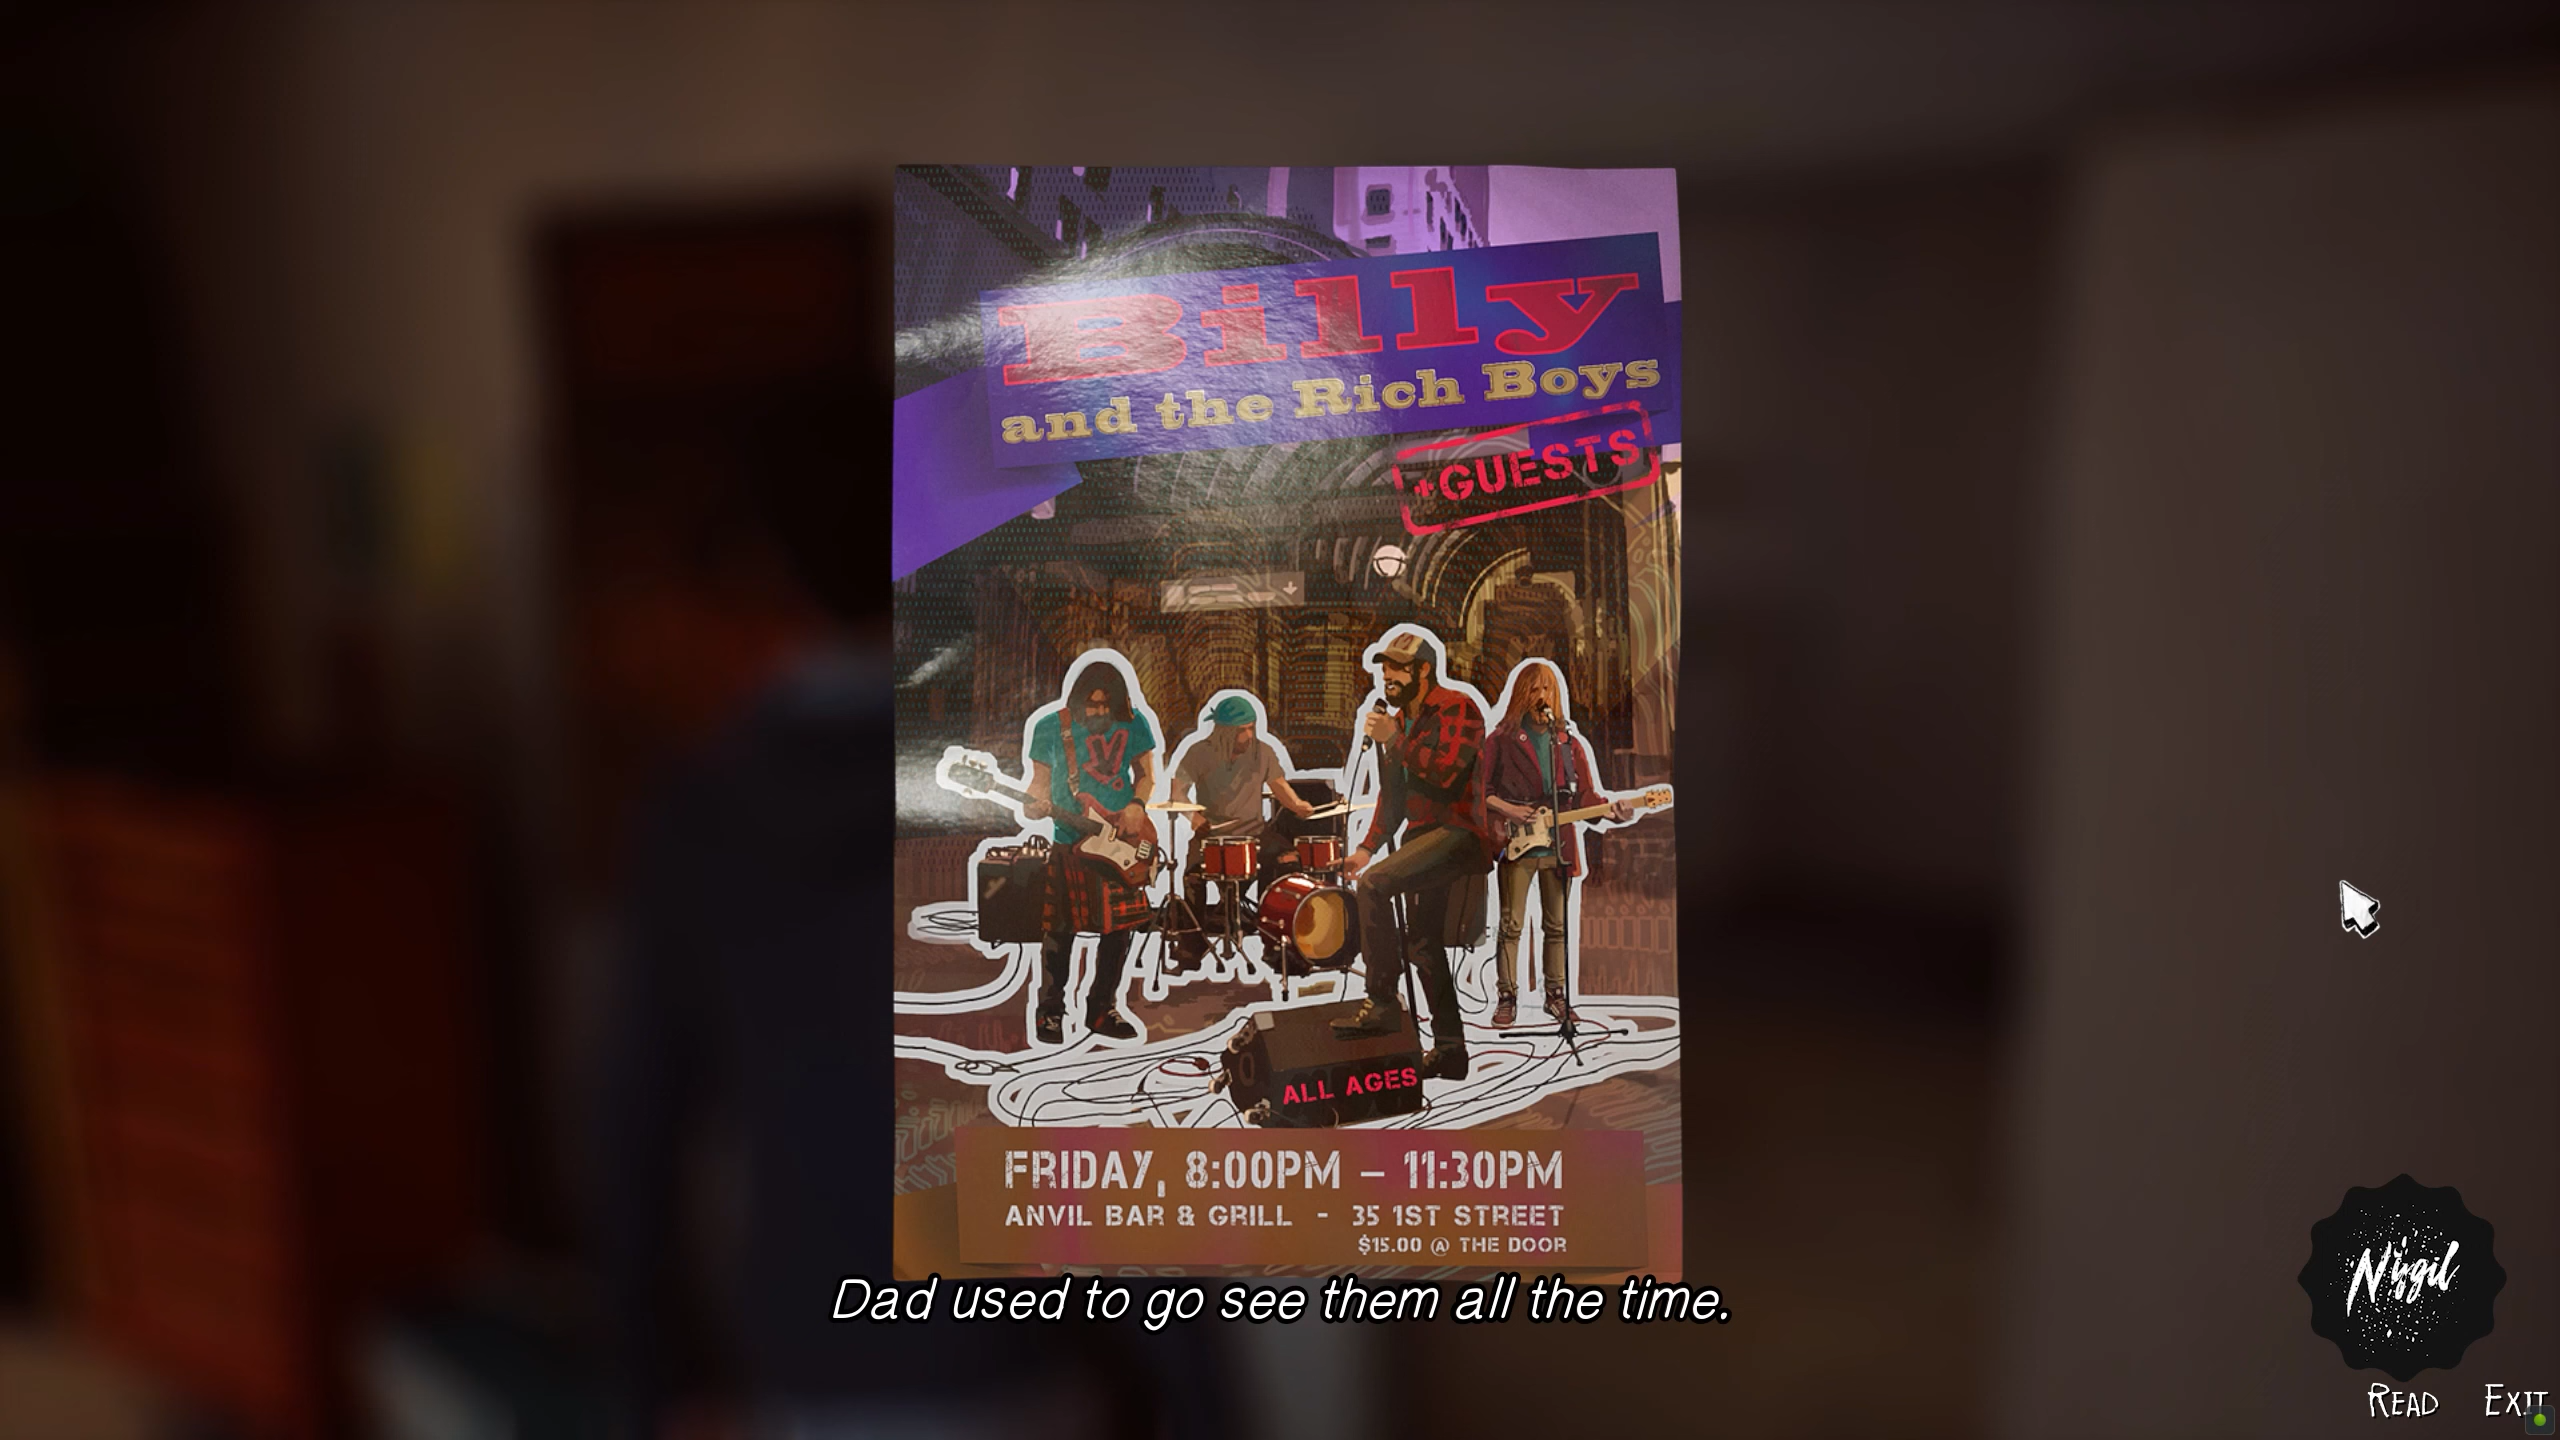 Billy
and the Rich Boys
+GUESTS
ALL AGES
FRIDAY, 8:00PM – 11:30PM
ANVIL BAR & GRILL - 35 1ST STREET
$15.00 @ THE DOOR
Dad used to go see them all the time.
READ EXIT